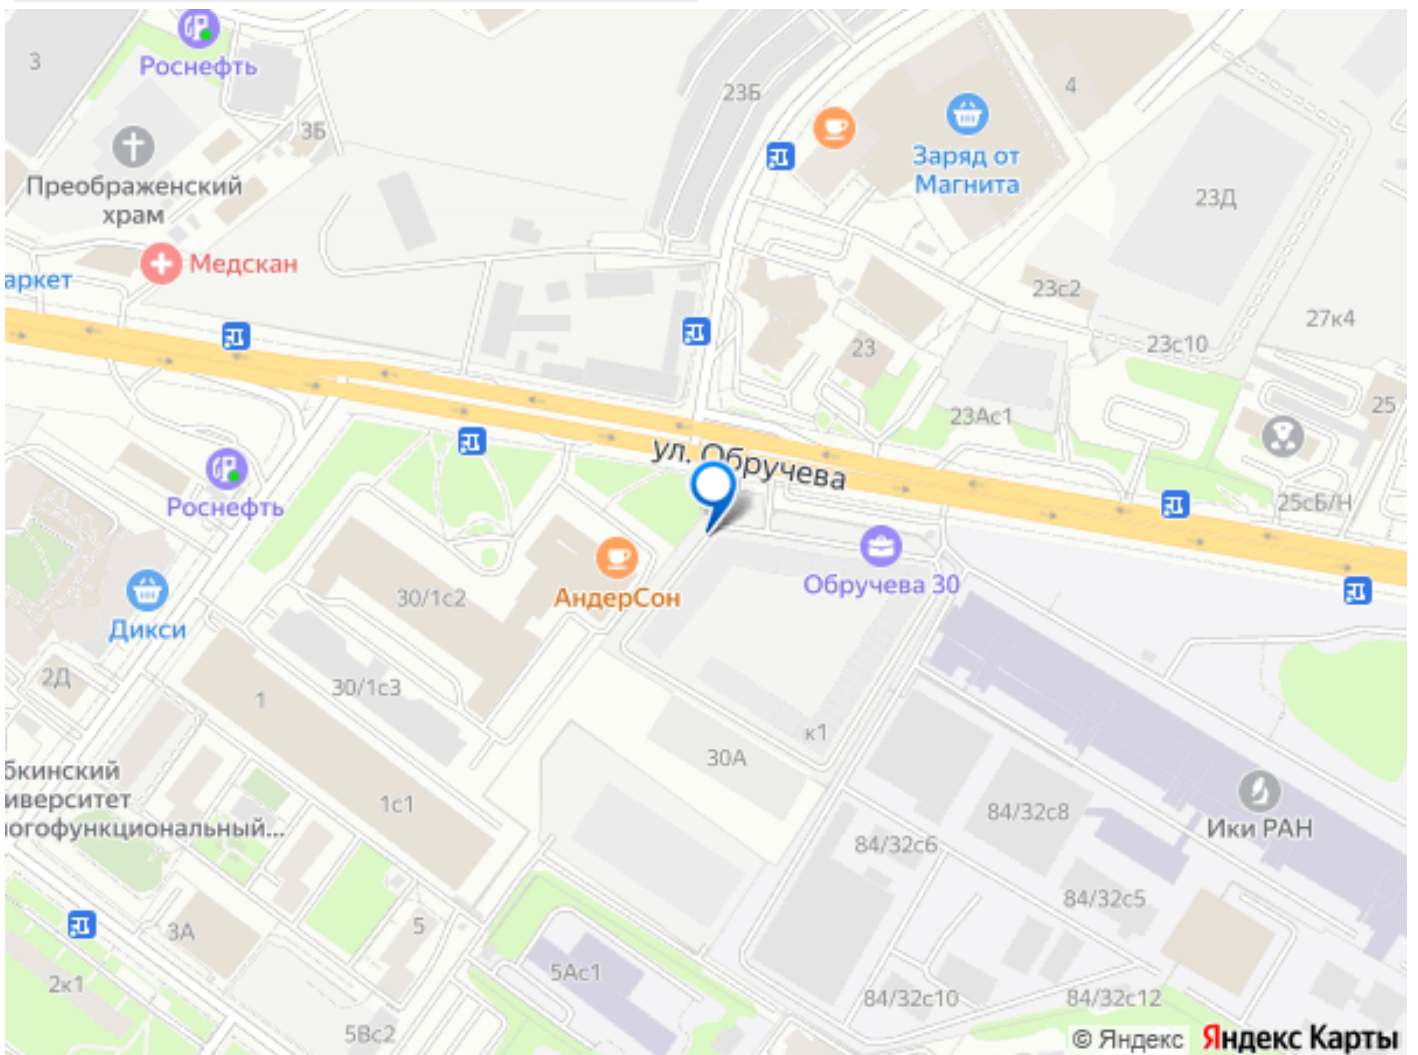 Роснефть
3
3Б
23Б
4
Преображенский
храм
Заряд от
Магнита
23Д
Медскан
аркет
23с2
27к4
23с10
23
25
23Ас1
ул. Обручева
25сБ/Н
Роснефть
Обручева 30
АндерСон
30/1с2
Дикси
2Д
30/1с3
1
к1
30А
бкинский
иверситет
огофункциональный...
1с1
84/32с8
Ики РАН
84/32с6
84/32с5
3А
5
5Ас1
2к1
84/32с10
84/32с12
5Вс2
© Яндекс Яндекс Карты